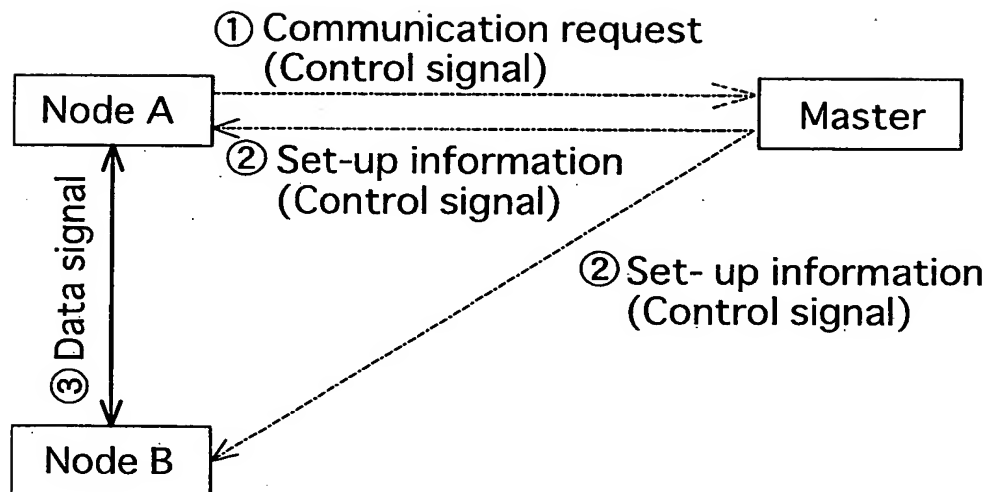 ① Communication request
(Control signal)
Node A
Master
② Set-up information
(Control signal)
② Set- up information
(Control signal)
③ Data signal
Node B